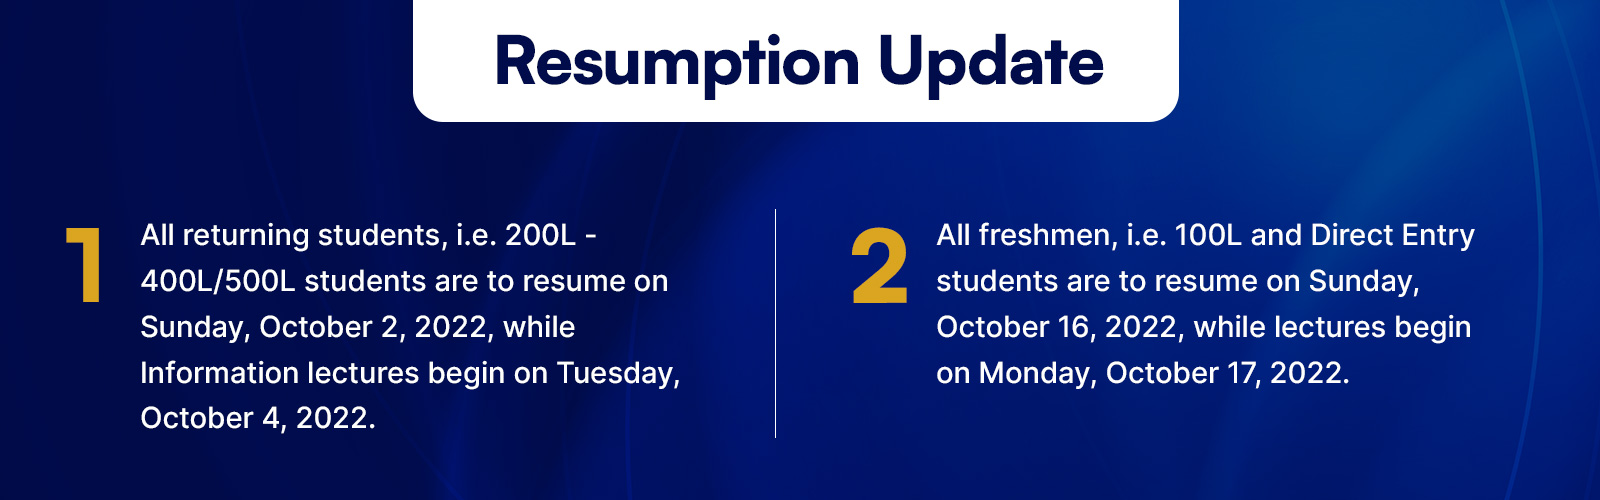 Resumption Update
1
All returning students, i.e. 200L -
400L/500L students are to resume on
Sunday, October 2, 2022, while
Information lectures begin on Tuesday,
October 4, 2022.
2
All freshmen, i.e. 100L and Direct Entry
students are to resume on Sunday,
October 16, 2022, while lectures begin
on Monday, October 17, 2022.